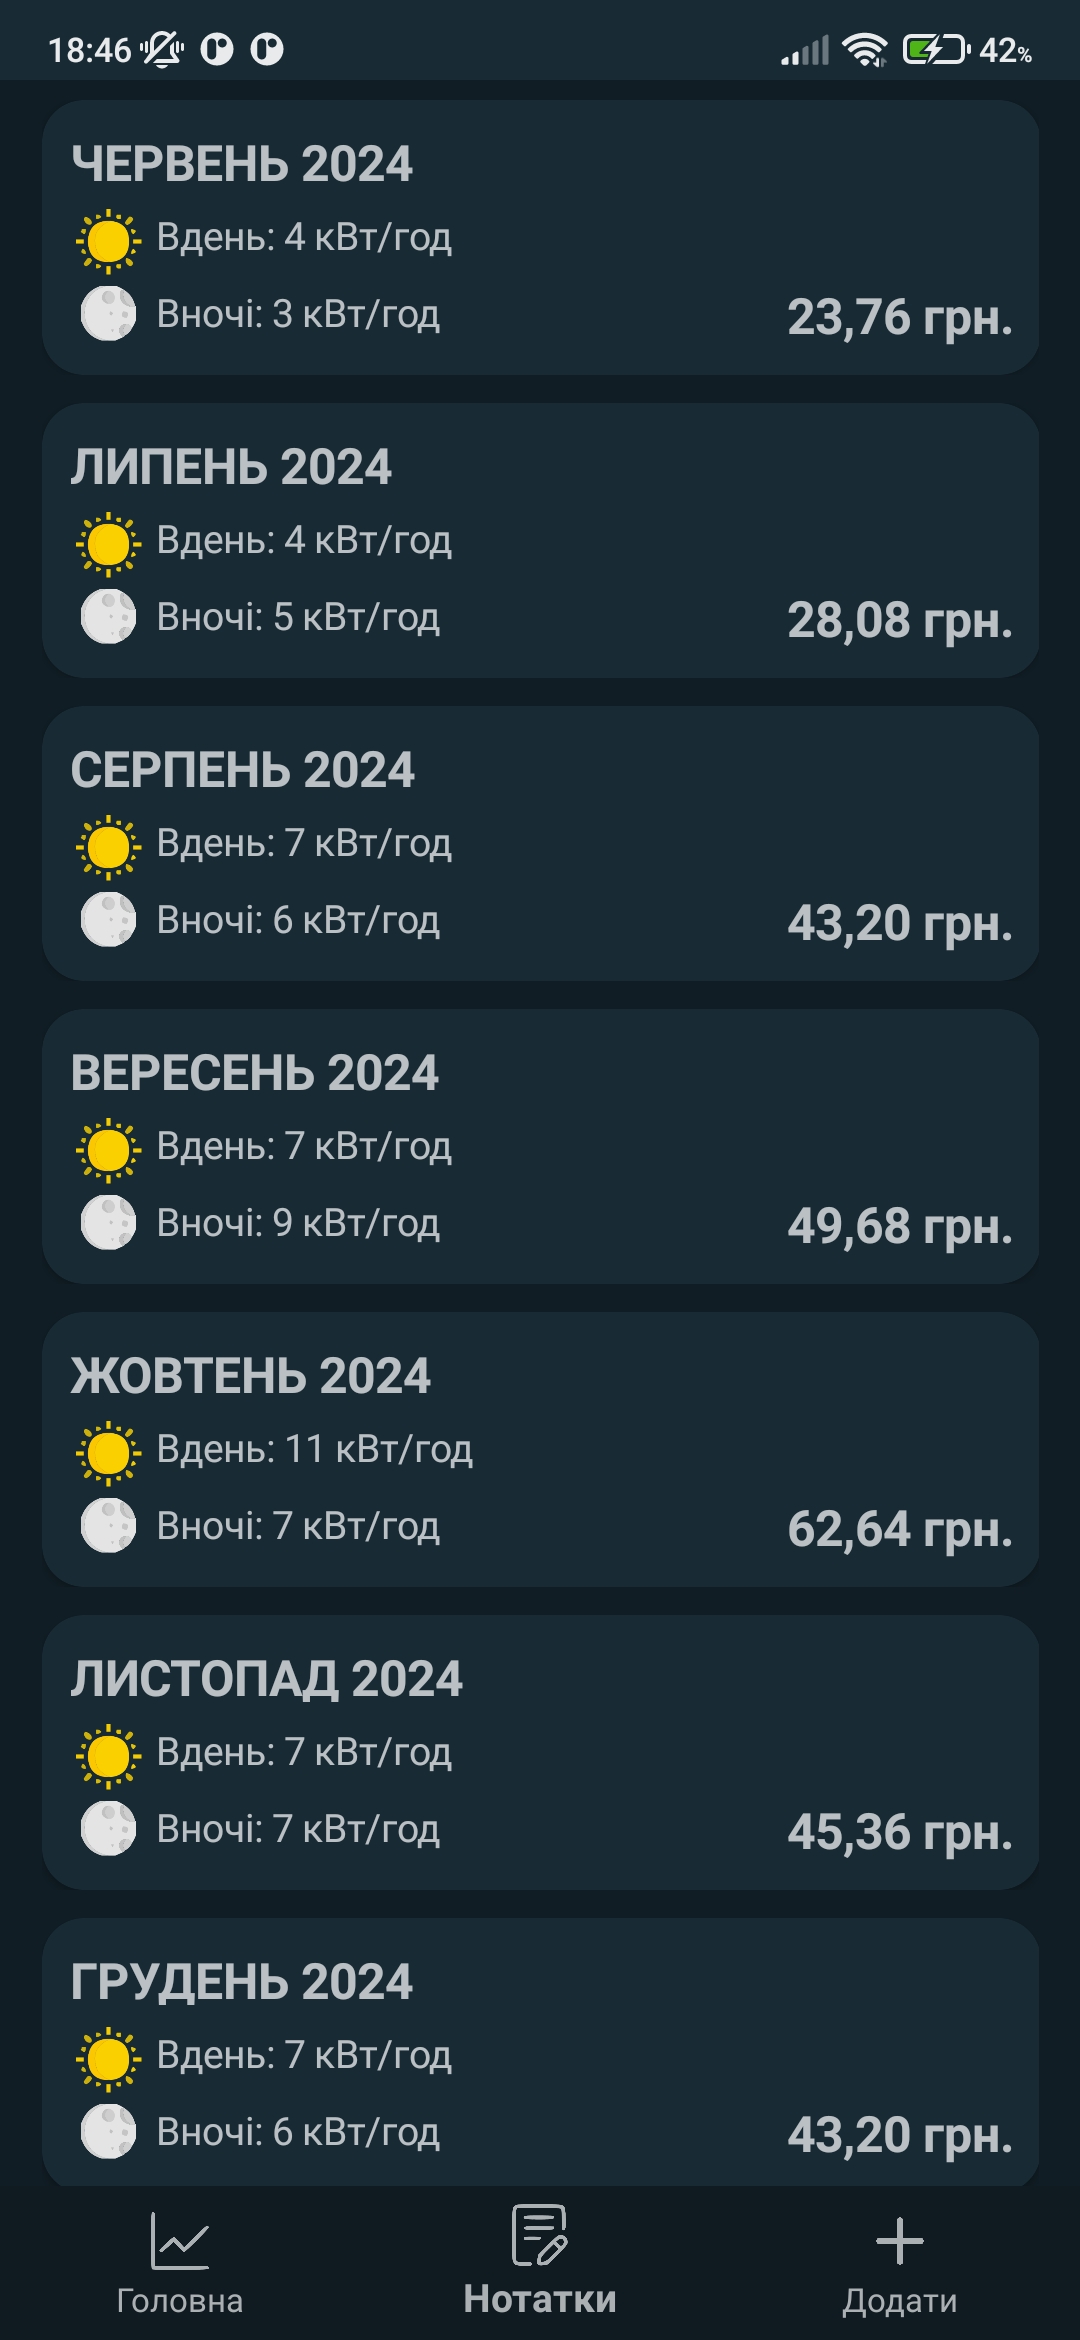 18:46
42%
ЧЕРВЕНЬ 2024
Вдень: 4 кВт/год
Вночі: 3 кВт/год
23,76 грн.
ЛИПЕНЬ 2024
Вдень: 4 кВт/год
Вночі: 5 кВт/год
28,08 грн.
СЕРПЕНЬ 2024
Вдень: 7 кВт/год
Вночі: 6 кВт/год
43,20 грн.
ВЕРЕСЕНЬ 2024
Вдень: 7 кВт/год
Вночі: 9 кВт/год
49,68 грн.
ЖОВТЕНЬ 2024
Вдень: 11 кВт/год
Вночі: 7 кВт/год
62,64 грн.
ЛИСТОПАД 2024
Вдень: 7 кВт/год
Вночі: 7 кВт/год
45,36 грн.
ГРУДЕНЬ 2024
Вдень: 7 кВт/год
Вночі: 6 кВт/год
43,20 грн.
Головна
Нотатки
Додати